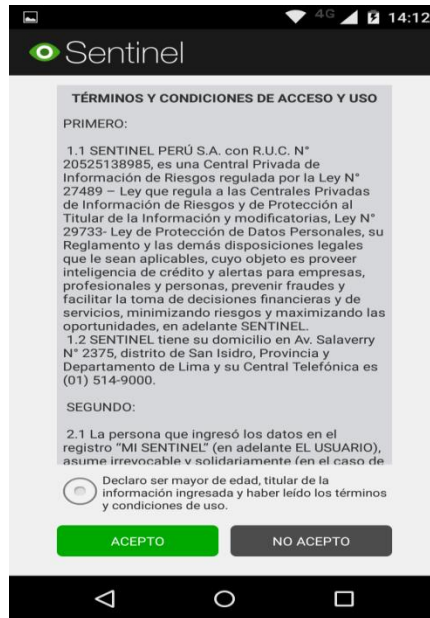 4G 14:12
Sentinel
TÉRMINOS Y CONDICIONES DE ACCESO Y USO
PRIMERO:
1.1 SENTINEL PERÚ S.A. con R.U.C. N°
20525138985, es una Central Privada de
Información de Riesgos regulada por la Ley N°
27489 – Ley que regula a las Centrales Privadas
de Información de Riesgos y de Protección al
Titular de la Información y modificatorias, Ley N°
29733- Ley de Protección de Datos Personales, su
Reglamento y las demás disposiciones legales
que le sean aplicables, cuyo objeto es proveer
inteligencia de crédito y alertas para empresas,
profesionales y personas, prevenir fraudes y
facilitar la toma de decisiones financieras y de
servicios, minimizando riesgos y maximizando las
oportunidades, en adelante SENTINEL.
1.2 SENTINEL tiene su domicilio en Av. Salaverry
N° 2375, distrito de San Isidro, Provincia y
Departamento de Lima y su Central Telefónica es
(01) 514-9000.
SEGUNDO:
2.1 La persona que ingresó los datos en el
registro “MI SENTINEL” (en adelante EL USUARIO),
asume irrevocable y solidariamente (en el caso de
Declaro ser mayor de edad, titular de la
información ingresada y haber leído los términos
y condiciones de uso.
ACEPTO NO ACEPTO